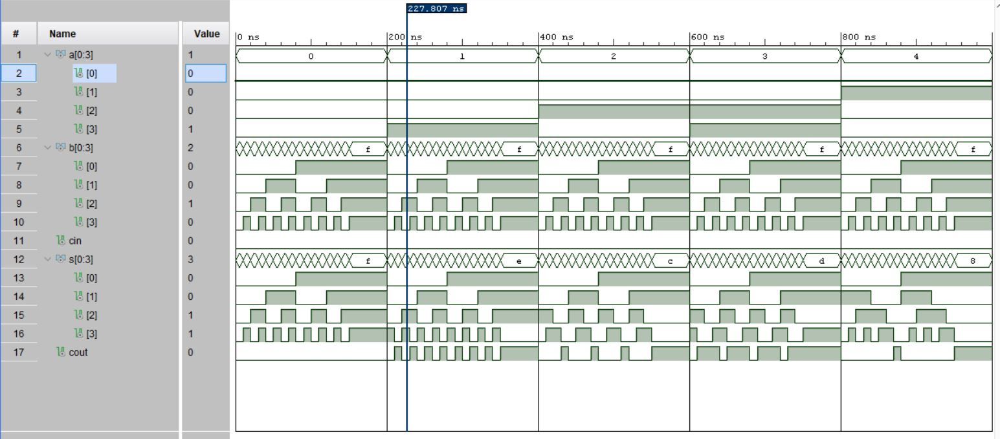 227.807 ns
# Name Value
0 ns 200 ns 400 ns 600 ns 800 ns
1 a[0:3] 1 0 1 2 3 4
2 [0] 0
3 [1] 0
4 [2] 0
5 [3] 1
6 b[0:3] 2 f f f f f
7 [0] 0
8 [1] 0
9 [2] 1
10 [3] 0
11 cin 0
12 s[0:3] 3 f e c d 8
13 [0] 0
14 [1] 0
15 [2] 1
16 [3] 1
17 cout 0